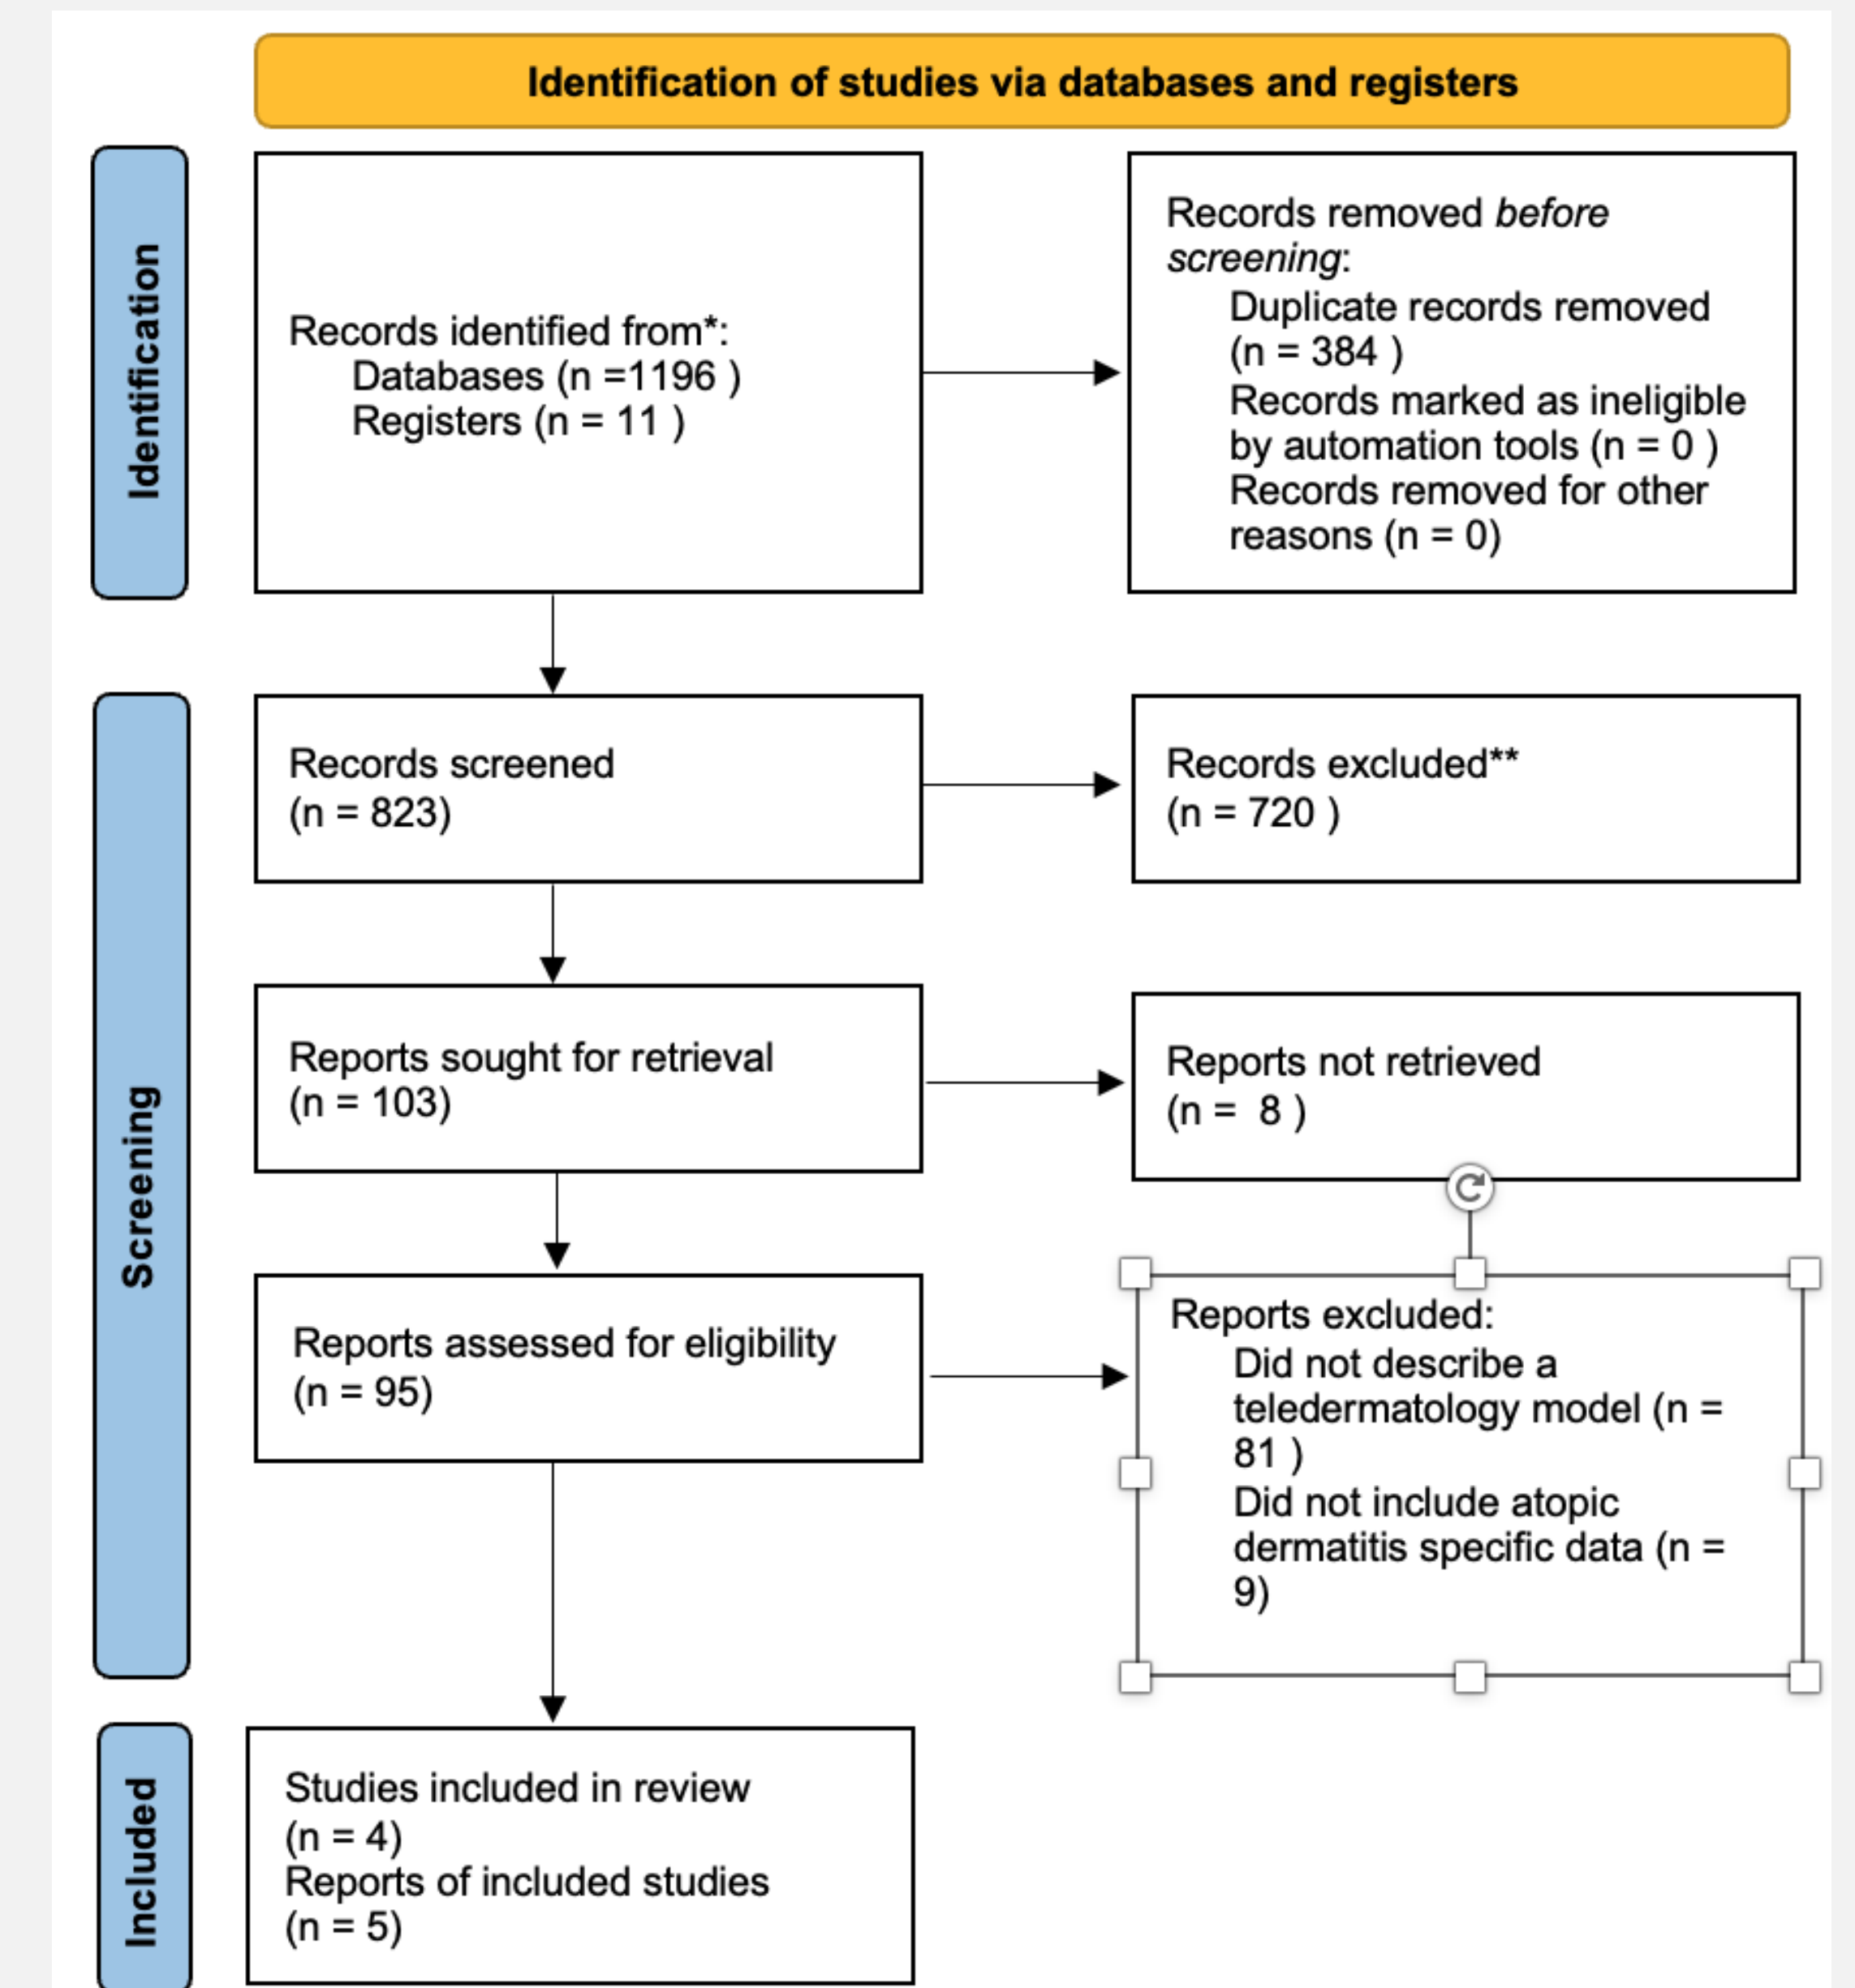 Identification of studies via databases and registers
Identification
Records identified from*:
Databases (n =1196 )
Registers (n = 11 )
Records removed before
screening:
Duplicate records removed
(n = 384 )
Records marked as ineligible
by automation tools (n = 0 )
Records removed for other
reasons (n = 0)
Screening
Records screened
(n = 823)
Records excluded**
(n = 720 )
Reports sought for retrieval
(n = 103)
Reports not retrieved
(n =  8 )
Reports assessed for eligibility
(n = 95)
Reports excluded:
Did not describe a
teledermatology model (n =
81 )
Did not include atopic
dermatitis specific data (n =
9)
Included
Studies included in review
(n = 4)
Reports of included studies
(n = 5)